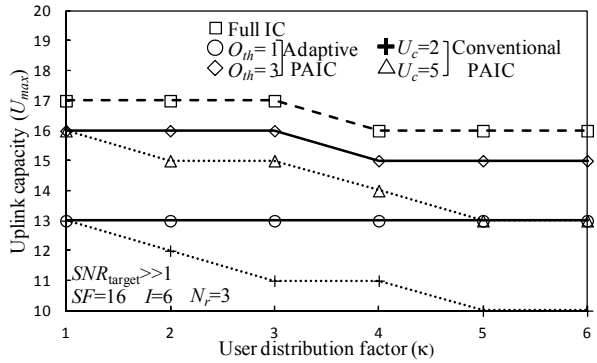 20
19
18
17
16
15
14
13
12
11
10
Uplink capacity (Umax)
Full IC
Oth=1 Adaptive
Oth=3 PAIC
Uc=2 Conventional
Uc=5 PAIC
SNRtarget>>1
SF=16 I=6 Nr=3
1 2 3 4 5 6
User distribution factor (κ)